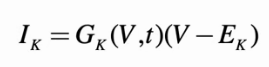 I_K = G_K(V,t)(V − E_K)